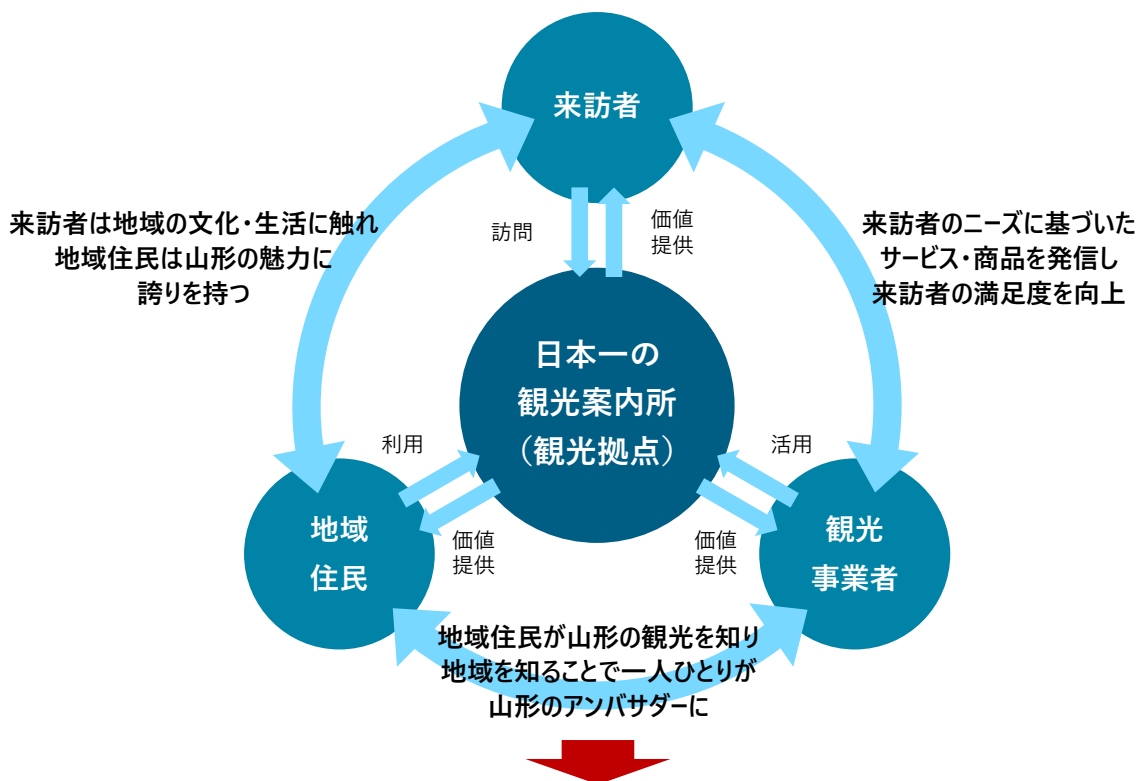 来訪者
来訪者は地域の文化・生活に触れ
地域住民は山形の魅力に
誇りを持つ
訪問
価値
提供
来訪者のニーズに基づいた
サービス・商品を発信し
来訪者の満足度を向上
日本一の
観光案内所
（観光拠点）
利用
活用
地域
住民
価値
提供
価値
提供
観光
事業者
地域住民が山形の観光を知り
地域を知ることで一人ひとりが
山形のアンバサダーに